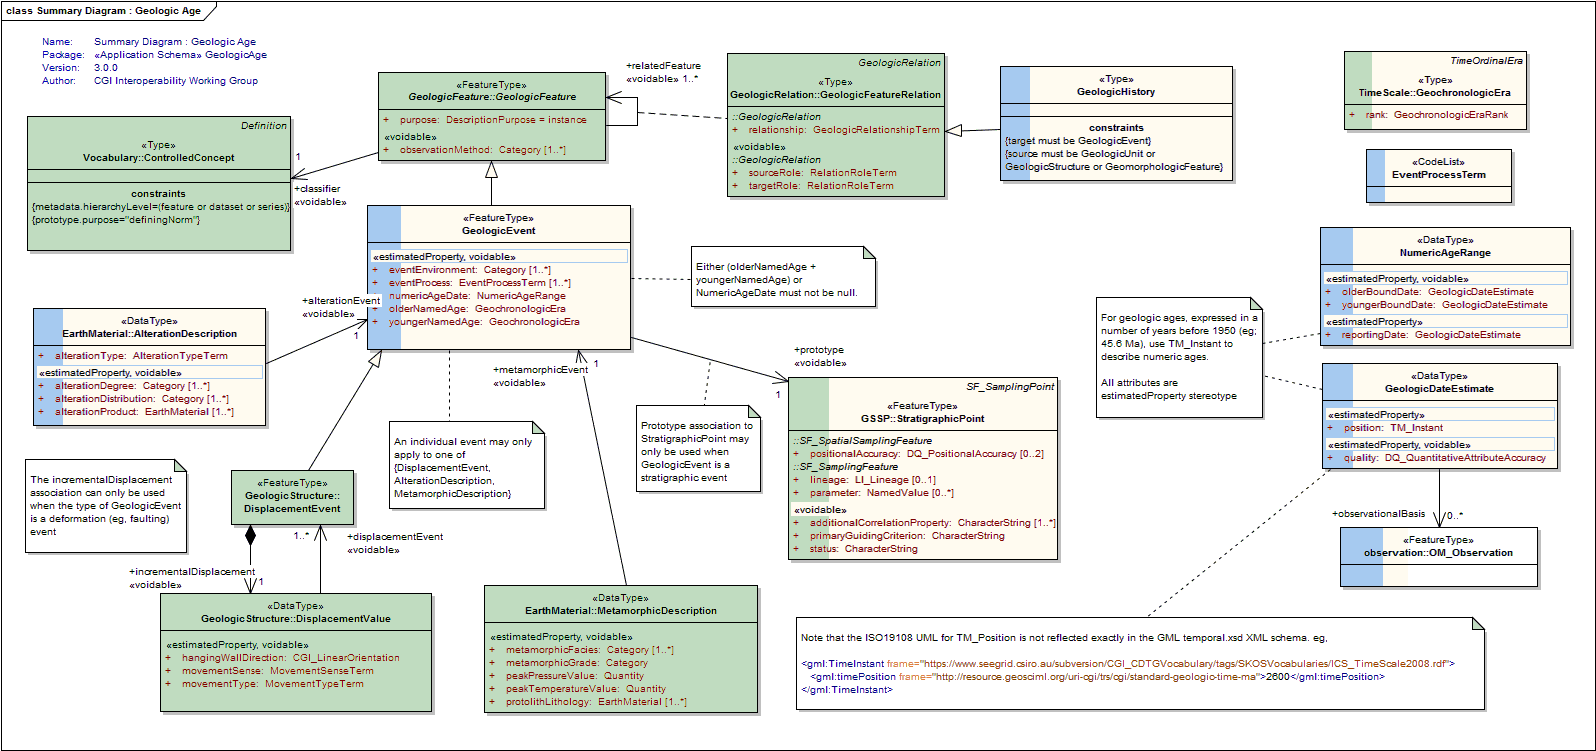 class Summary Diagram : Geologic Age
Name: Summary Diagram : Geologic Age
Package: «Application Schema» GeologicAge
Version: 3.0.0
Author: CGI Interoperability Working Group
«FeatureType»
GeologicFeature::GeologicFeature
+ purpose: DescriptionPurpose = instance
«voidable»
+ observationMethod: Category [1..*]
+relatedFeature
«voidable» 1..*
GeologicRelation
«Type»
GeologicRelation::GeologicFeatureRelation
::GeologicRelation
+ relationship: GeologicRelationshipTerm
«voidable»
::GeologicRelation
+ sourceRole: RelationRoleTerm
+ targetRole: RelationRoleTerm
«Type»
GeologicHistory
constraints
{target must be GeologicEvent}
{source must be GeologicUnit or
GeologicStructure or GeomorphologicFeature}
TimeOrdinalEra
«Type»
TimeScale::GeochronologicEra
+ rank: GeochronologicEraRank
«CodeList»
EventProcessTerm
Definition
«Type»
Vocabulary::ControlledConcept
constraints
{metadata.hierarchyLevel=(feature or dataset or series)}
{prototype.purpose="definingNorm"}
1
+classifier
«voidable»
«FeatureType»
GeologicEvent
«estimatedProperty, voidable»
+ eventEnvironment: Category [1..*]
+ eventProcess: EventProcessTerm [1..*]
+ numericAgeDate: NumericAgeRange
+ olderNamedAge: GeochronologicEra
+ youngerNamedAge: GeochronologicEra
Either (olderNamedAge +
youngerNamedAge) or
NumericAgeDate must not be null.
«DataType»
NumericAgeRange
«estimatedProperty, voidable»
+ olderBoundDate: GeologicDateEstimate
+ youngerBoundDate: GeologicDateEstimate
«estimatedProperty»
+ reportingDate: GeologicDateEstimate
For geologic ages, expressed in a
number of years before 1950 (eg;
45.6 Ma), use TM_Instant to
describe numeric ages.
All attributes are
estimatedProperty stereotype
+alterationEvent
«voidable»
1
«DataType»
EarthMaterial::AlterationDescription
+ alterationType: AlterationTypeTerm
«estimatedProperty, voidable»
+ alterationDegree: Category [1..*]
+ alterationDistribution: Category [1..*]
+ alterationProduct: EarthMaterial [1..*]
+metamorphicEvent
«voidable»
1
+prototype
«voidable»
1
SF_SamplingPoint
«FeatureType»
GSSP::StratigraphicPoint
::SF_SpatialSamplingFeature
+ positionalAccuracy: DQ_PositionalAccuracy [0..2]
::SF_SamplingFeature
+ lineage: LI_Lineage [0..1]
+ parameter: NamedValue [0..*]
«voidable»
+ additionalCorrelationProperty: CharacterString [1..*]
+ primaryGuidingCriterion: CharacterString
+ status: CharacterString
«DataType»
GeologicDateEstimate
«estimatedProperty»
+ position: TM_Instant
«estimatedProperty, voidable»
+ quality: DQ_QuantitativeAttributeAccuracy
An individual event may only
apply to one of
{DisplacementEvent,
AlterationDescription,
MetamorphicDescription}
Prototype association to
StratigraphicPoint may
only be used when
GeologicEvent is a
stratigraphic event
The incrementalDisplacement
association can only be used
when the type of GeologicEvent
is a deformation (eg, faulting)
event
«FeatureType»
GeologicStructure::
DisplacementEvent
1..*
+displacementEvent
«voidable»
+incrementalDisplacement
«voidable»
1
+observationalBasis
0..*
«FeatureType»
observation::OM_Observation
«DataType»
GeologicStructure::DisplacementValue
«estimatedProperty, voidable»
+ hangingWallDirection: CGI_LinearOrientation
+ movementSense: MovementSenseTerm
+ movementType: MovementTypeTerm
«DataType»
EarthMaterial::MetamorphicDescription
«estimatedProperty, voidable»
+ metamorphicFacies: Category [1..*]
+ metamorphicGrade: Category
+ peakPressureValue: Quantity
+ peakTemperatureValue: Quantity
+ protolithLithology: EarthMaterial [1..*]
Note that the ISO19108 UML for TM_Position is not reflected exactly in the GML temporal.xsd XML schema. eg,
<gml:TimeInstant frame="https://www.seegrid.csiro.au/subversion/CGI_CDTGVocabulary/tags/SKOSVocabularies/ICS_TimeScale2008.rdf">
<gml:timePosition frame="http://resource.geosciml.org/uri-cgi/trs/cgi/standard-geologic-time-ma">2600</gml:timePosition>
</gml:TimeInstant>